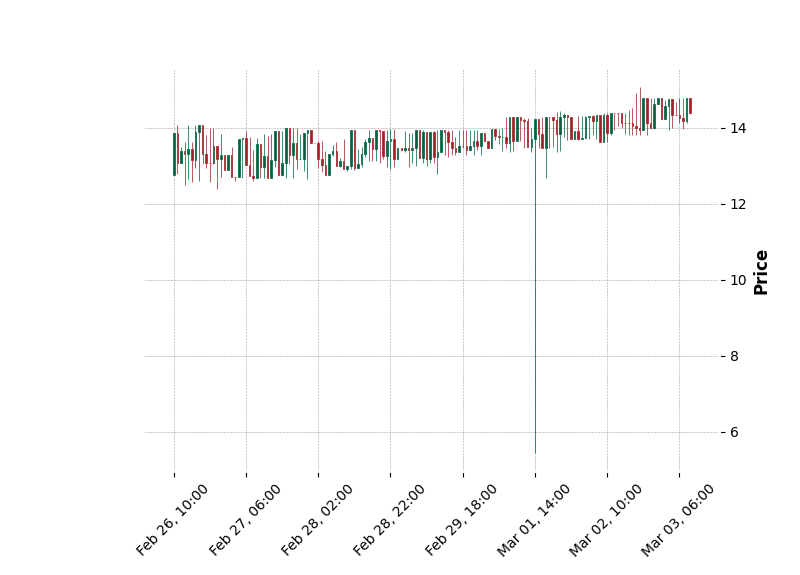 14
12
10
8
6
Price
Feb 26, 10:00
Feb 27, 06:00
Feb 28, 02:00
Feb 28, 22:00
Feb 29, 18:00
Mar 01, 14:00
Mar 02, 10:00
Mar 03, 06:00